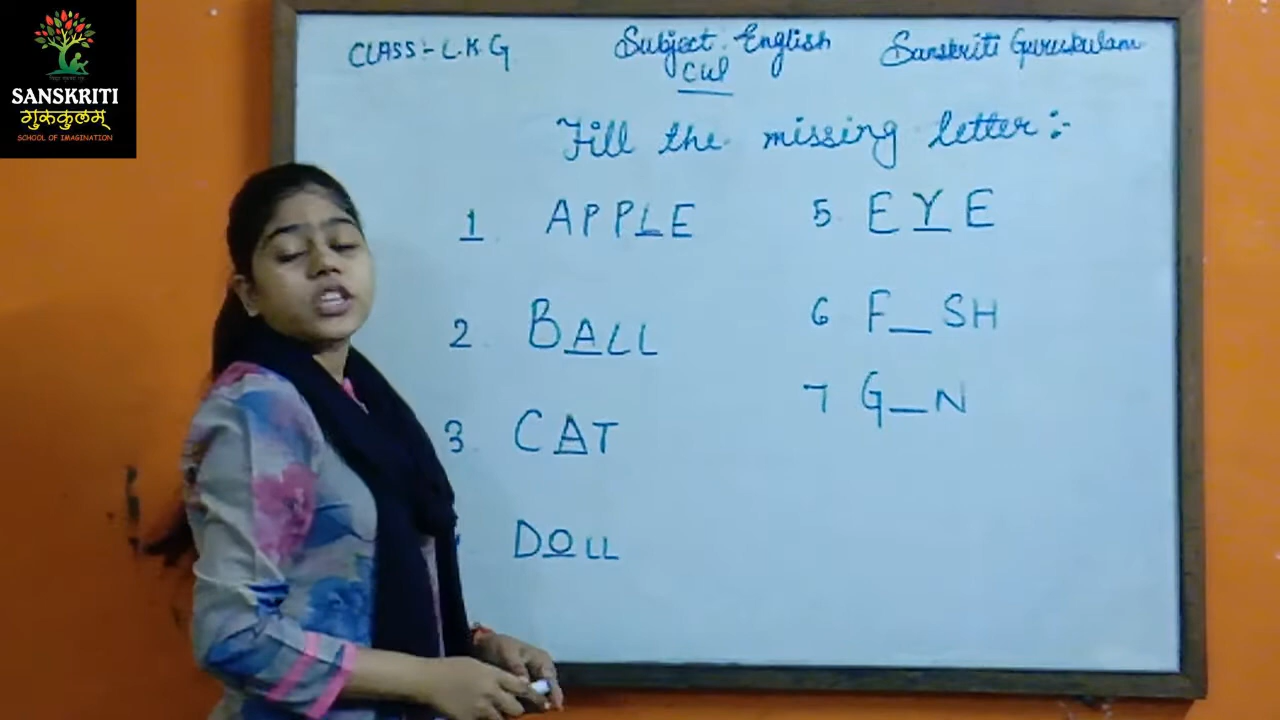 SANSKRITI
गुरुकुलम्
SCHOOL OF IMAGINATION
CLASS:- L.K.G
Subject. English
Sanskriti Gurukulam
CW
Fill the missing letter:-
1 APPLE
2 BALL
3 CAT
DOLL
5 EYE
6 F_SH
7 G_N